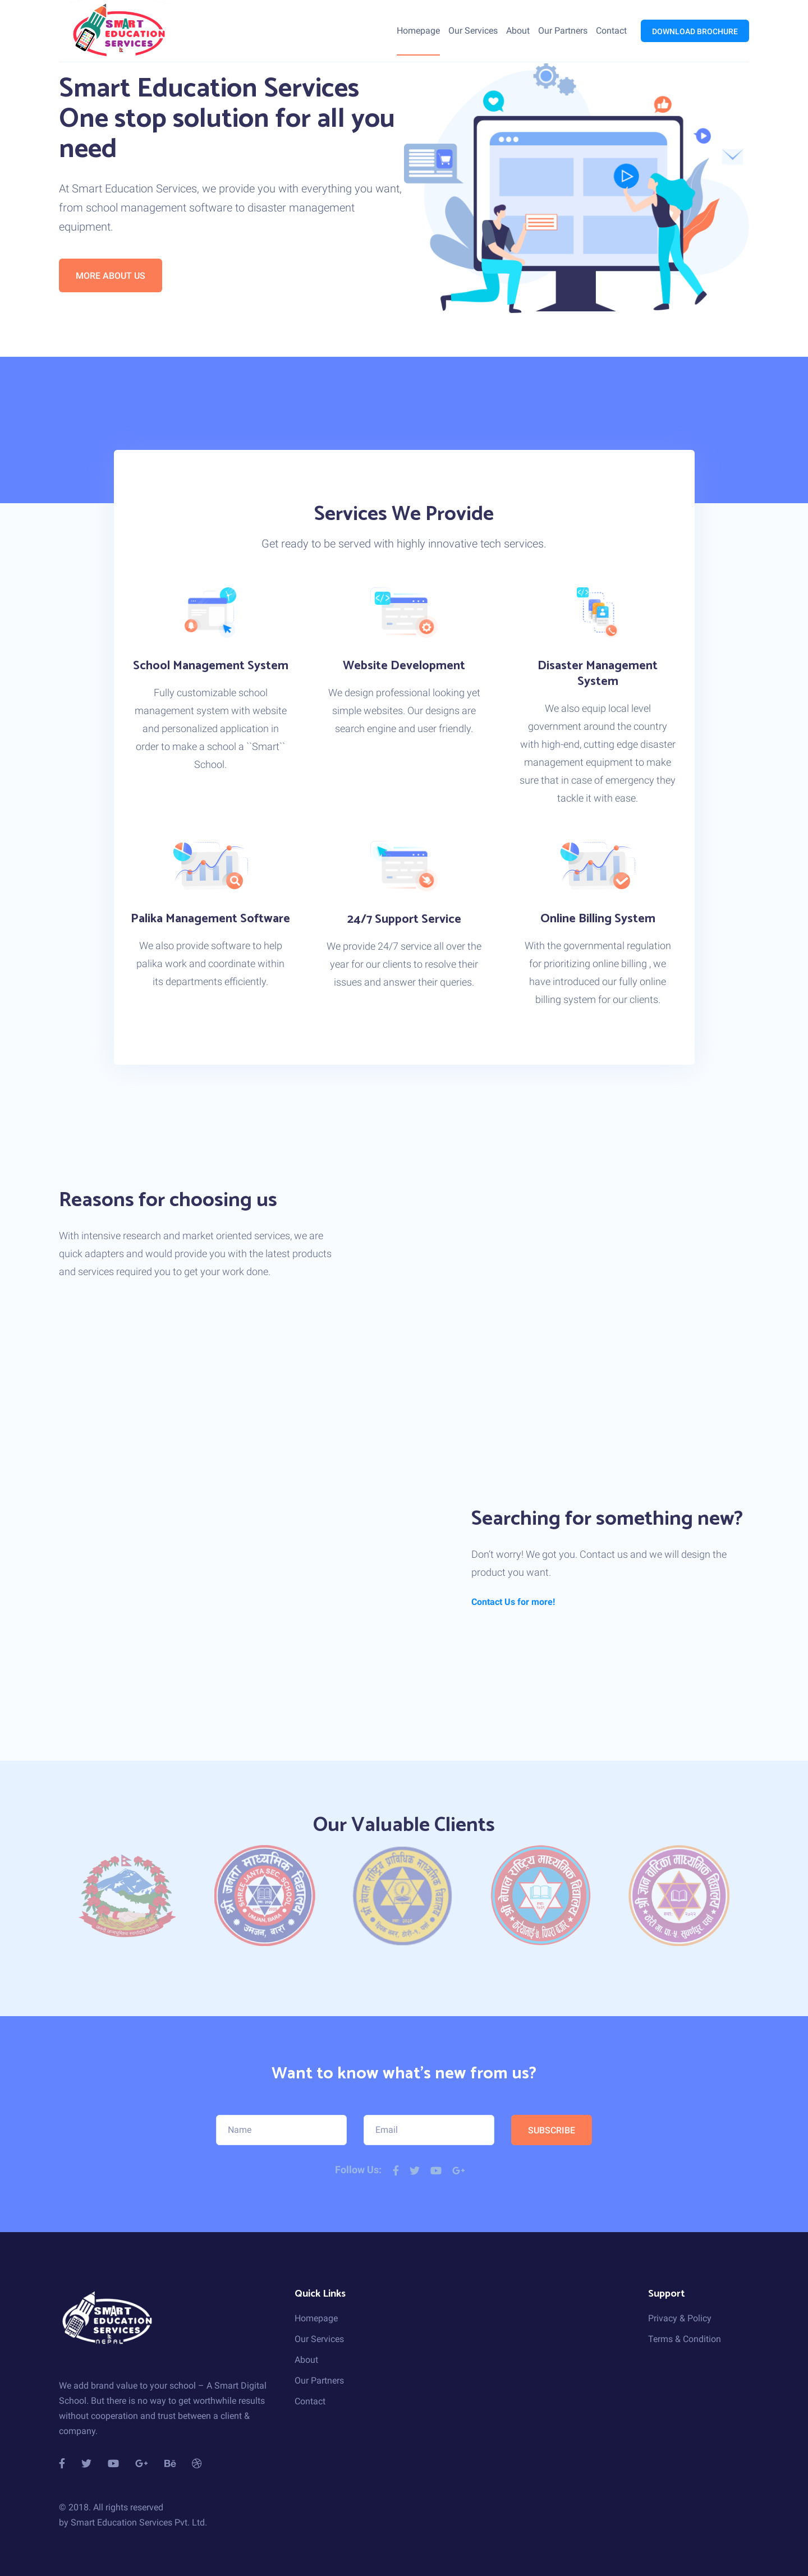 SMART
EDUCATION
SERVICES
Homepage
Our Services
About
Our Partners
Contact
DOWNLOAD BROCHURE
Smart Education Services
One stop solution for all you
need
At Smart Education Services, we provide you with everything you want,
from school management software to disaster management
equipment.
MORE ABOUT US
Services We Provide
Get ready to be served with highly innovative tech services.
School Management System
Fully customizable school
management system with website
and personalized application in
order to make a school a ``Smart``
School.
Website Development
We design professional looking yet
simple websites. Our designs are
search engine and user friendly.
Disaster Management
System
We also equip local level
government around the country
with high-end, cutting edge disaster
management equipment to make
sure that in case of emergency they
tackle it with ease.
Palika Management Software
We also provide software to help
palika work and coordinate within
its departments efficiently.
24/7 Support Service
We provide 24/7 service all over the
year for our clients to resolve their
issues and answer their queries.
Online Billing System
With the governmental regulation
for prioritizing online billing , we
have introduced our fully online
billing system for our clients.
Reasons for choosing us
With intensive research and market oriented services, we are
quick adapters and would provide you with the latest products
and services required you to get your work done.
Searching for something new?
Don't worry! We got you. Contact us and we will design the
product you want.
Contact Us for more!
Our Valuable Clients
श्री जनता माध्यमिक विद्यालय
Want to know what's new from us?
Name
Email
SUBSCRIBE
Follow Us:
SMART
EDUCATION
SERVICES
NEPAL
We add brand value to your school – A Smart Digital
School. But there is no way to get worthwhile results
without cooperation and trust between a client &
company.
© 2018. All rights reserved
by Smart Education Services Pvt. Ltd.
Quick Links
Homepage
Our Services
About
Our Partners
Contact
Support
Privacy & Policy
Terms & Condition